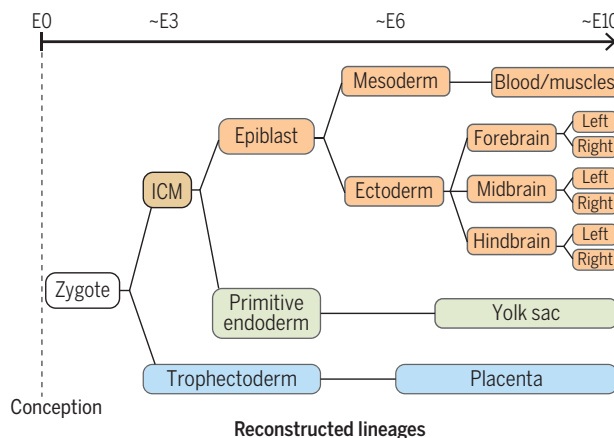 E0
~E3
~E6
~E10
Mesoderm
Blood/muscles
Epiblast
Forebrain
Left
Right
ICM
Ectoderm
Midbrain
Left
Right
Hindbrain
Left
Right
Zygote
Primitive
endoderm
Yolk sac
Trophectoderm
Placenta
Conception
Reconstructed lineages